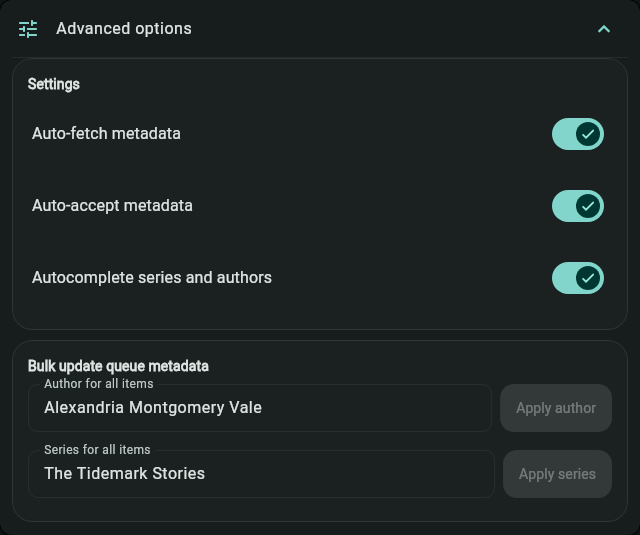 Advanced options
Settings
Auto-fetch metadata
Auto-accept metadata
Autocomplete series and authors
Bulk update queue metadata
Author for all items
Alexandria Montgomery Vale
Apply author
Series for all items
The Tidemark Stories
Apply series